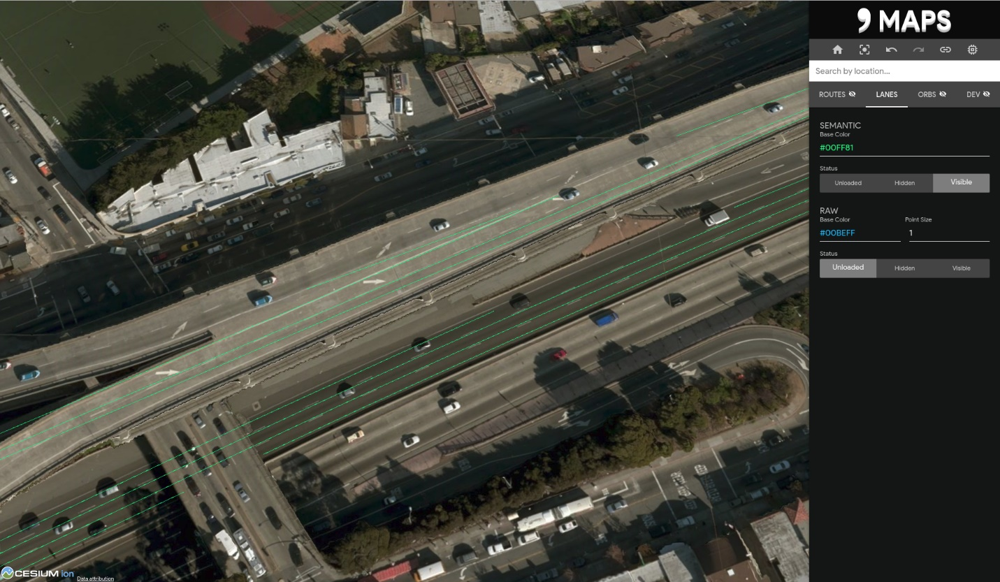 MAPS
Search by location...
ROUTES LANES ORBS DEV
SEMANTIC
Base Color
#00FF81
Status
Unloaded Hidden Visible
RAW
Base Color Point Size
#00BEFF 1
Status
Unloaded Hidden Visible
CESIUM ion Data attribution